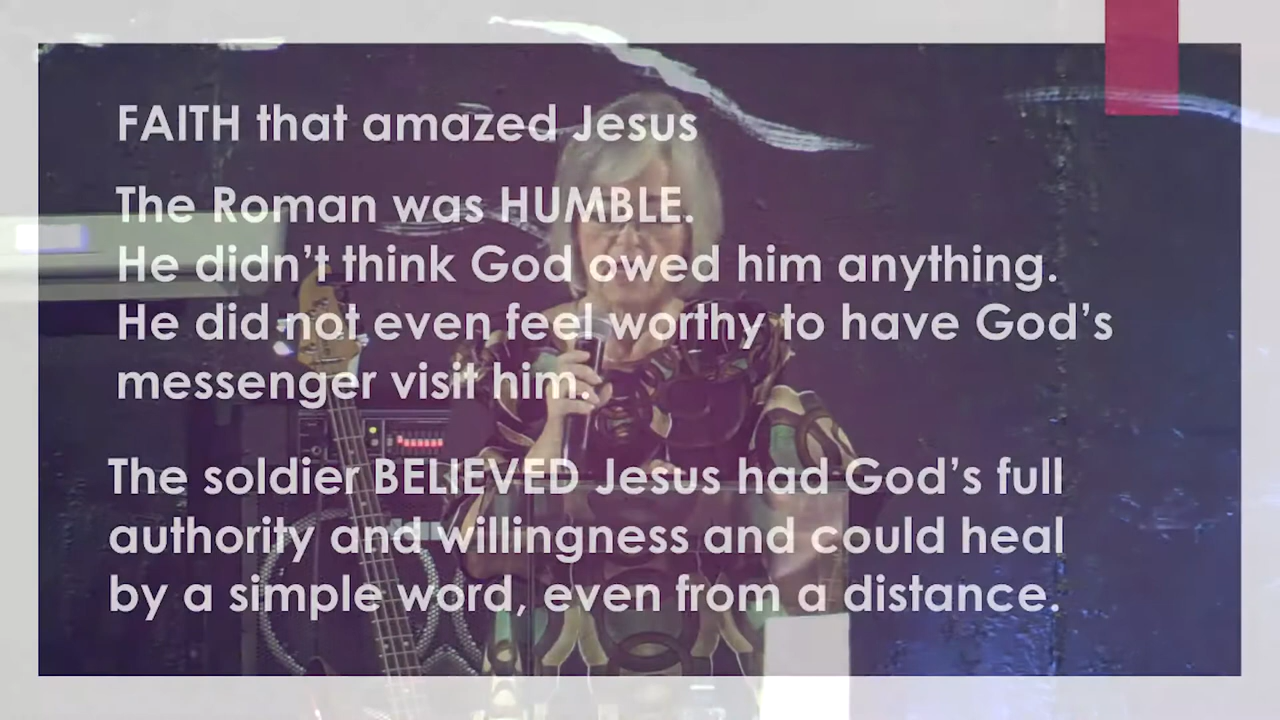 FAITH that amazed Jesus
The Roman was HUMBLE.
He didn’t think God owed him anything.
He did not even feel worthy to have God’s
messenger visit him.
The soldier BELIEVED Jesus had God’s full
authority and willingness and could heal
by a simple word, even from a distance.